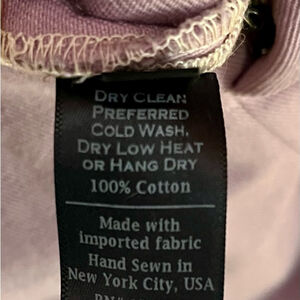 DRY CLEAN
PREFERRED
COLD WASH,
DRY LOW HEAT
OR HANG DRY
100% Cotton
Made with
imported fabric
Hand Sewn in
New York City, USA